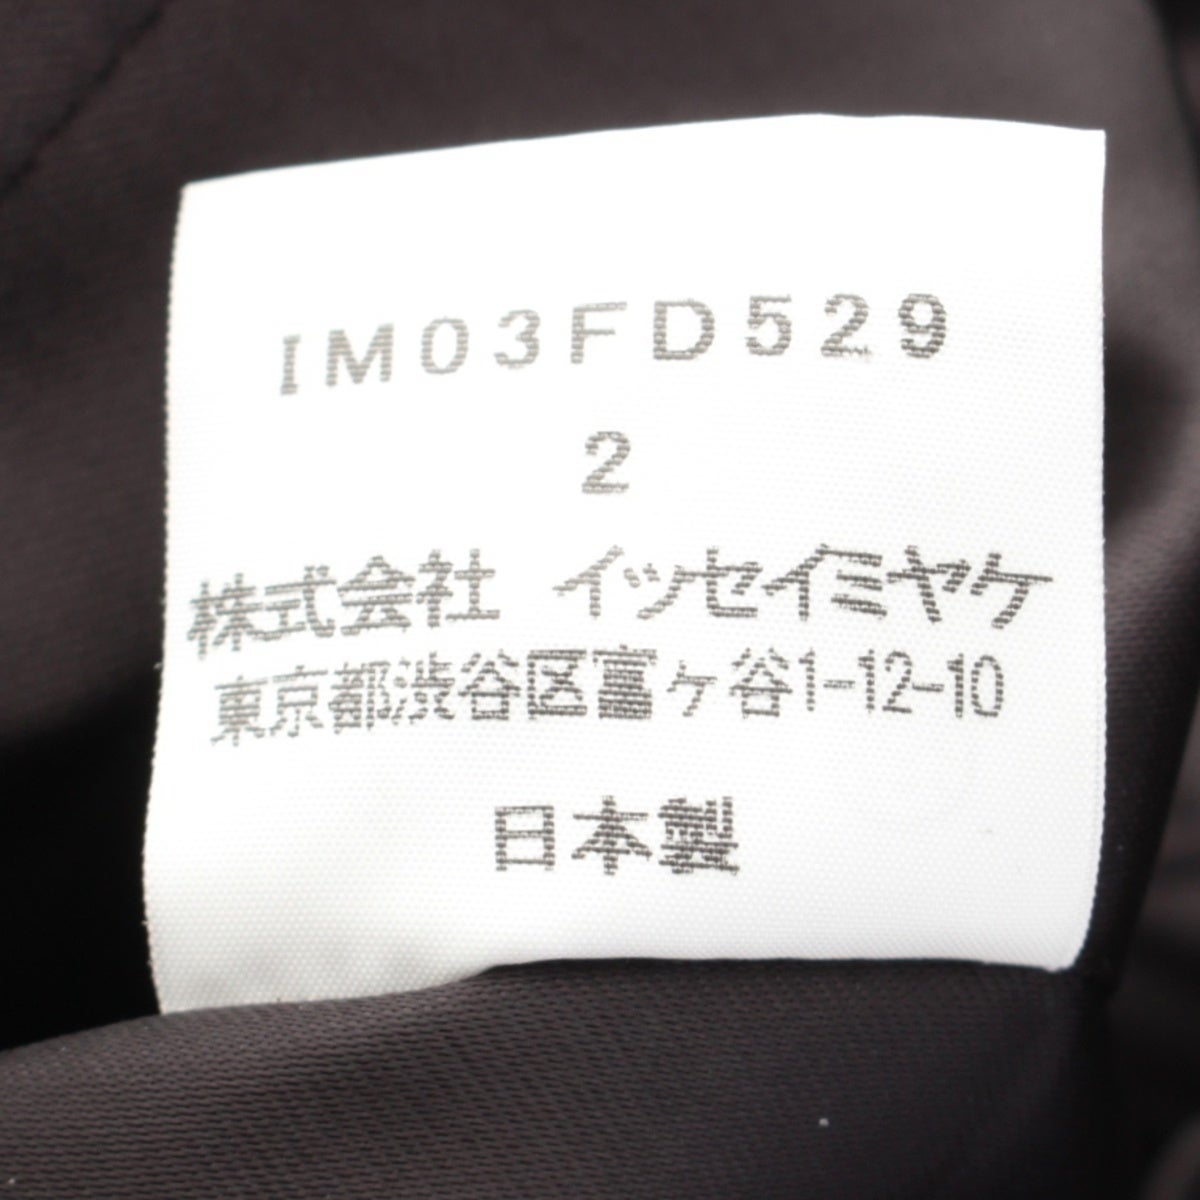 IM03FD529
2
株式会社 イッセイミヤケ
東京都渋谷区富ヶ谷1-12-10
日本製